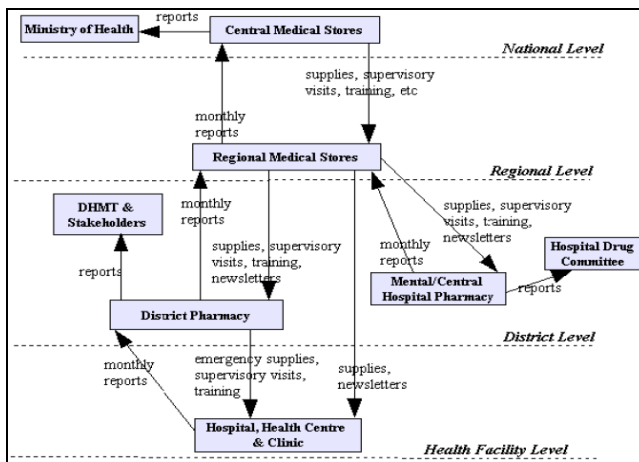 reports
Ministry of Health
Central Medical Stores
National Level
supplies, supervisory
visits, training, etc
monthly
reports
Regional Medical Stores
Regional Level
DHMT &
Stakeholders
monthly
reports
supplies, supervisory
visits, training,
newsletters
supplies, supervisory
visits, training,
newsletters
monthly
reports
Hospital Drug
Committee
reports
Mental/Central
Hospital Pharmacy
reports
District Pharmacy
District Level
monthly
reports
emergency supplies,
supervisory visits,
training
supplies,
newsletters
Hospital, Health Centre
& Clinic
Health Facility Level